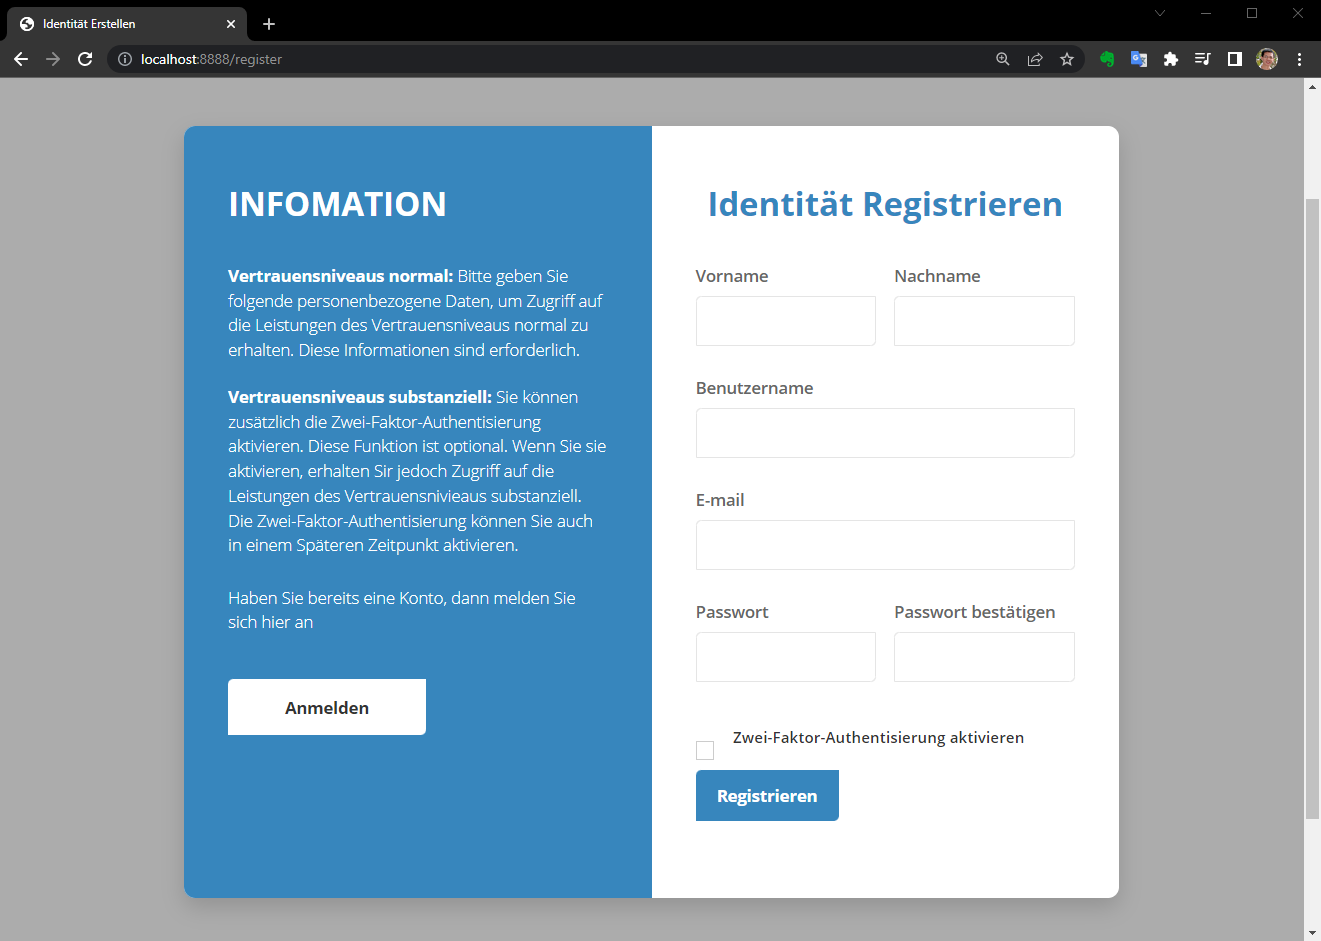 Identität Erstellen
localhost:8888/register
INFOMATION
Vertrauensniveaus normal: Bitte geben Sie
folgende personenbezogene Daten, um Zugriff auf
die Leistungen des Vertrauensniveaus normal zu
erhalten. Diese Informationen sind erforderlich.
Vertrauensniveaus substanziell: Sie können
zusätzlich die Zwei-Faktor-Authentisierung
aktivieren. Diese Funktion ist optional. Wenn Sie sie
aktivieren, erhalten Sir jedoch Zugriff auf die
Leistungen des Vertrauensnivieaus substanziell.
Die Zwei-Faktor-Authentisierung können Sie auch
in einem Späteren Zeitpunkt aktivieren.
Haben Sie bereits eine Konto, dann melden Sie
sich hier an
Anmelden
Identität Registrieren
Vorname Nachname
Benutzername
E-mail
Passwort Passwort bestätigen
Zwei-Faktor-Authentisierung aktivieren
Registrieren